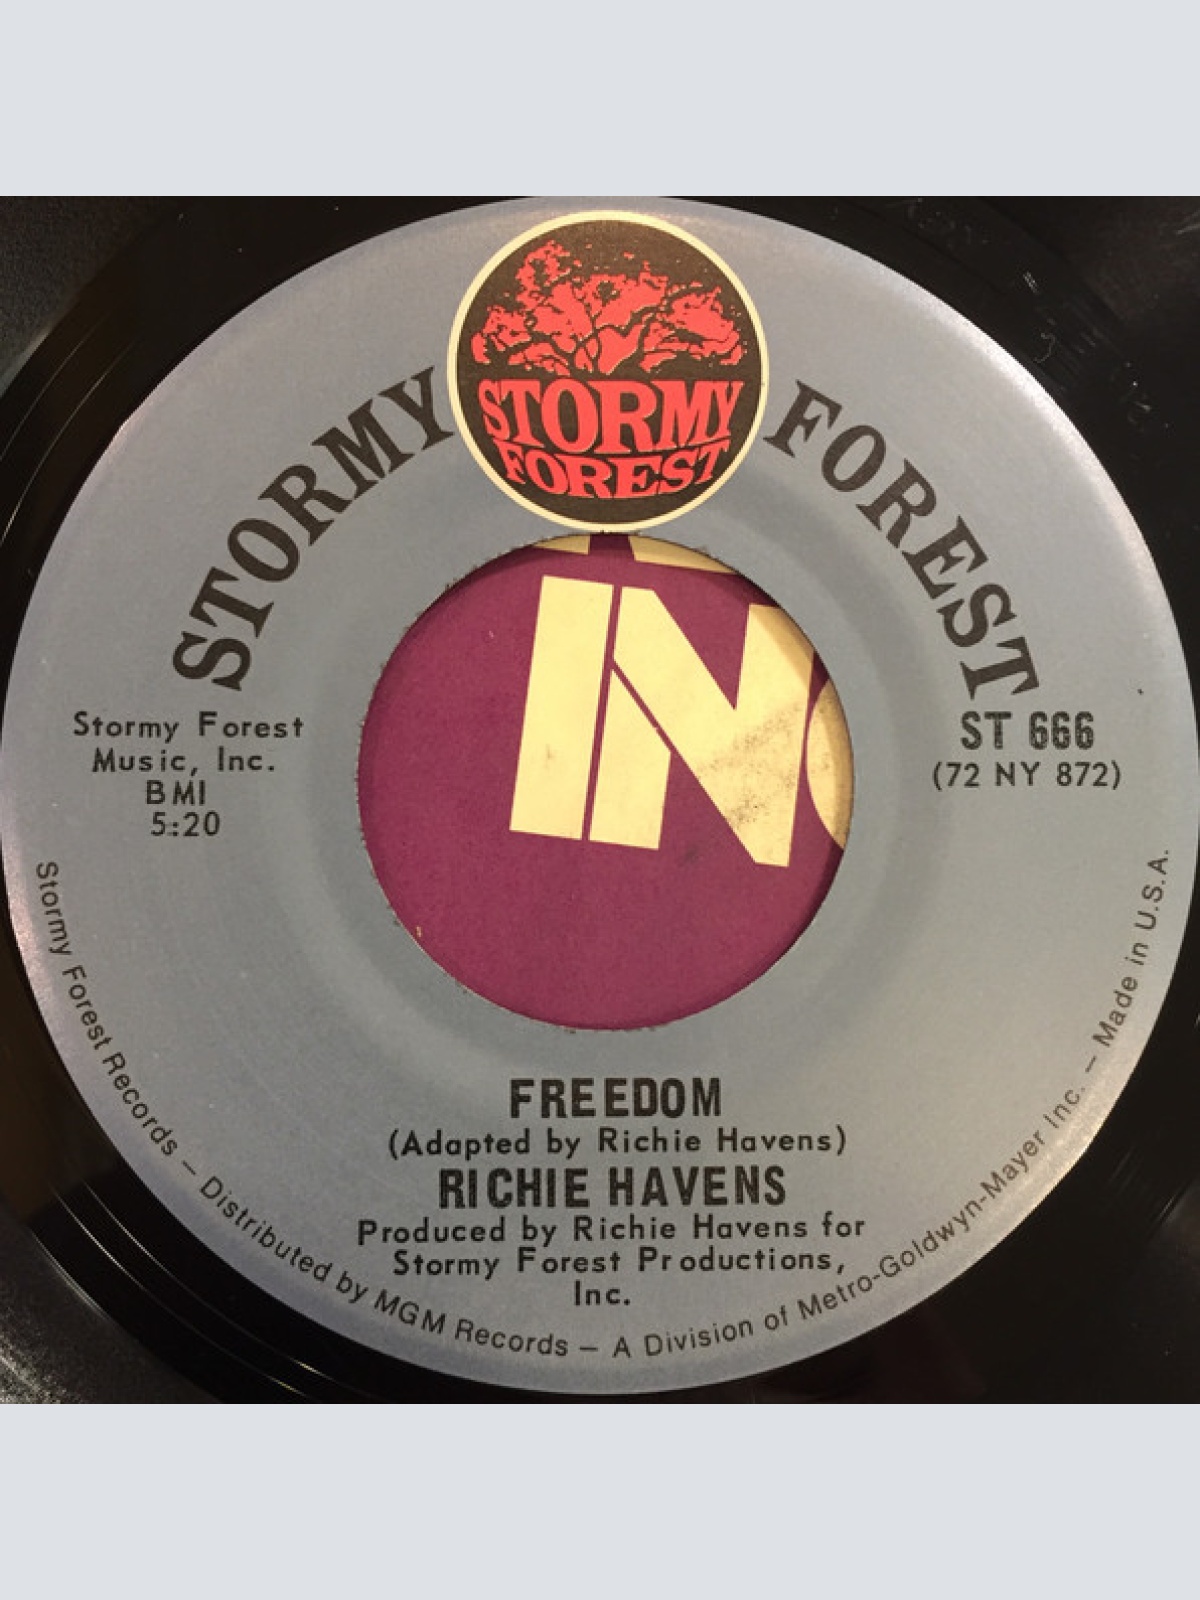 STORMY FOREST
STORMY
FOREST
IN
Stormy Forest
Music, Inc.
BMI
5:20
ST 666
(72 NY 872)
FREEDOM
(Adapted by Richie Havens)
RICHIE HAVENS
Produced by Richie Havens for
Stormy Forest Productions,
Inc.
Stormy Forest Records – Distributed by MGM Records – A Division of Metro-Goldwyn-Mayer Inc. – Made in U.S.A.